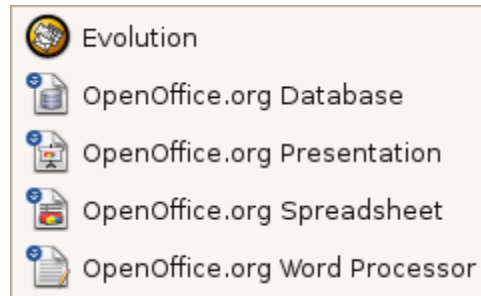 Evolution
OpenOffice.org Database
OpenOffice.org Presentation
OpenOffice.org Spreadsheet
OpenOffice.org Word Processor